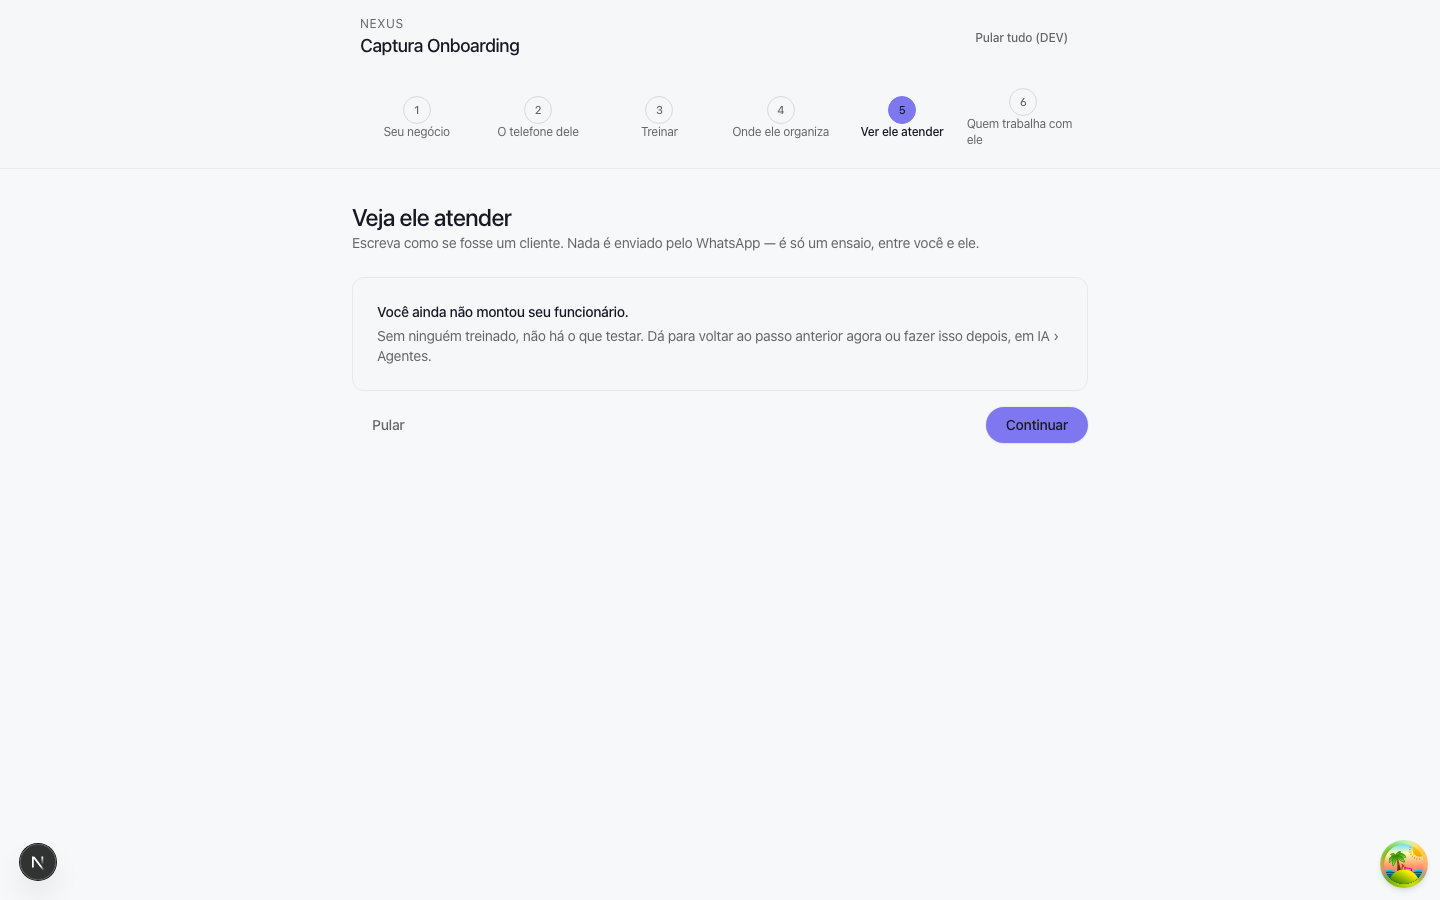 NEXUS
Captura Onboarding
Pular tudo (DEV)
1
Seu negócio
2
O telefone dele
3
Treinar
4
Onde ele organiza
5
Ver ele atender
6
Quem trabalha com
ele
Veja ele atender
Escreva como se fosse um cliente. Nada é enviado pelo WhatsApp — é só um ensaio, entre você e ele.
Você ainda não montou seu funcionário.
Sem ninguém treinado, não há o que testar. Dá para voltar ao passo anterior agora ou fazer isso depois, em IA ›
Agentes.
Pular
Continuar
N